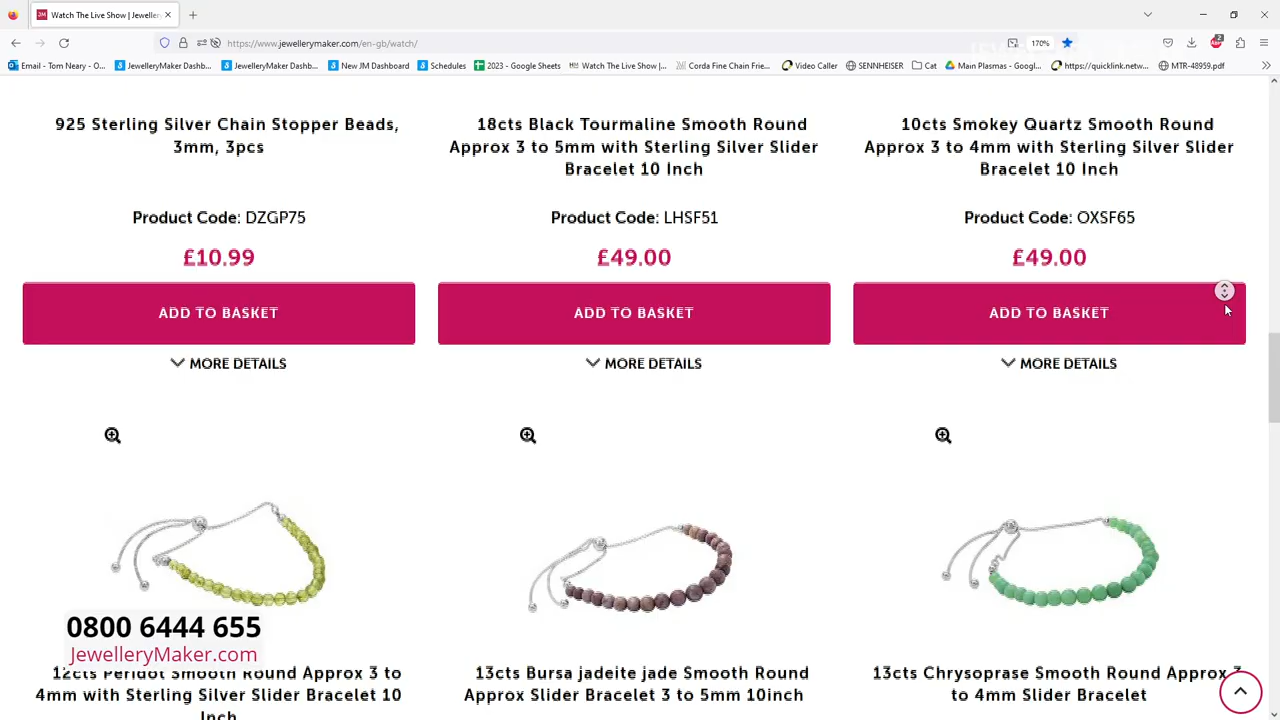 Watch The Live Show | Jeweller
https://www.jewellerymaker.com/en-gb/watch/
170%
2
Email - Tom Neary - O...
JewelleryMaker Dashb...
JewelleryMaker Dashb...
New JM Dashboard
Schedules
2023 - Google Sheets
Watch The Live Show |...
Corda Fine Chain Frie...
Video Caller
SENNHEISER
Cat
Main Plasmas - Googl...
https://quicklink.netw...
MTR-48959.pdf
925 Sterling Silver Chain Stopper Beads,
3mm, 3pcs
Product Code: DZGP75
£10.99
ADD TO BASKET
MORE DETAILS
18cts Black Tourmaline Smooth Round
Approx 3 to 5mm with Sterling Silver Slider
Bracelet 10 Inch
Product Code: LHSF51
£49.00
ADD TO BASKET
MORE DETAILS
10cts Smokey Quartz Smooth Round
Approx 3 to 4mm with Sterling Silver Slider
Bracelet 10 Inch
Product Code: OXSF65
£49.00
ADD TO BASKET
MORE DETAILS
0800 6444 655
JewelleryMaker.com
12cts Peridot Smooth Round Approx 3 to
4mm with Sterling Silver Slider Bracelet 10
Inch
13cts Bursa jadeite jade Smooth Round
Approx Slider Bracelet 3 to 5mm 10inch
13cts Chrysoprase Smooth Round Approx 3
to 4mm Slider Bracelet